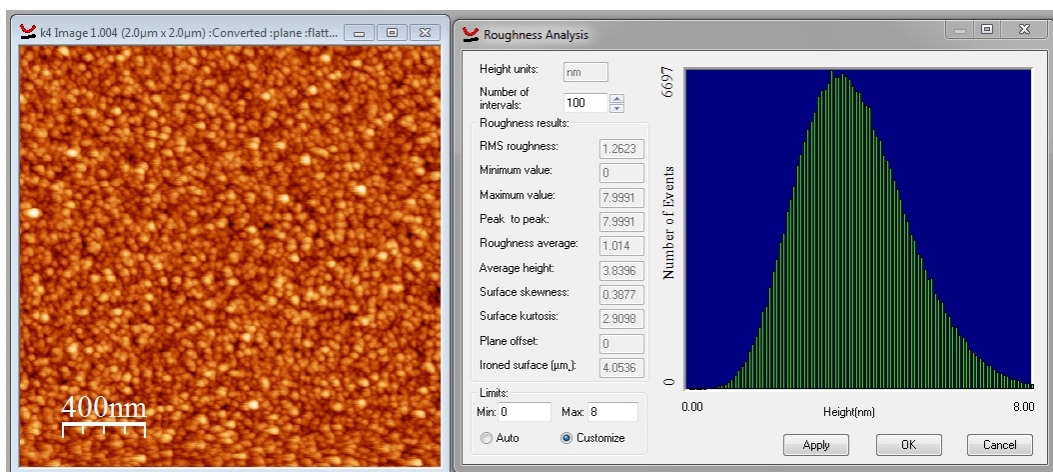 k4 Image 1.004 (2.0µm x 2.0µm) :Converted :plane :flatt...
400nm
Roughness Analysis
Height units: nm
Number of
intervals: 100
Roughness results:
RMS roughness: 1.2623
Minimum value: 0
Maximum value: 7.9991
Peak to peak: 7.9991
Roughness average: 1.014
Average height: 3.8396
Surface skewness: 0.3877
Surface kurtosis: 2.9098
Plane offset: 0
Ironed surface (µm,): 4.0536
Limits:
Min: 0 Max: 8
Auto Customize
6697
Number of Events
0
0.00 Height(nm) 8.00
Apply OK Cancel